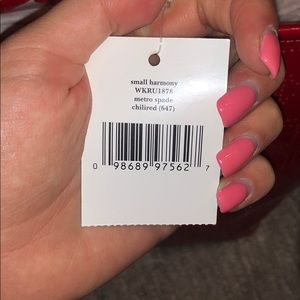 small harmony
WKRU1878
metro spade
chilired (647)
0 98689 97562 7